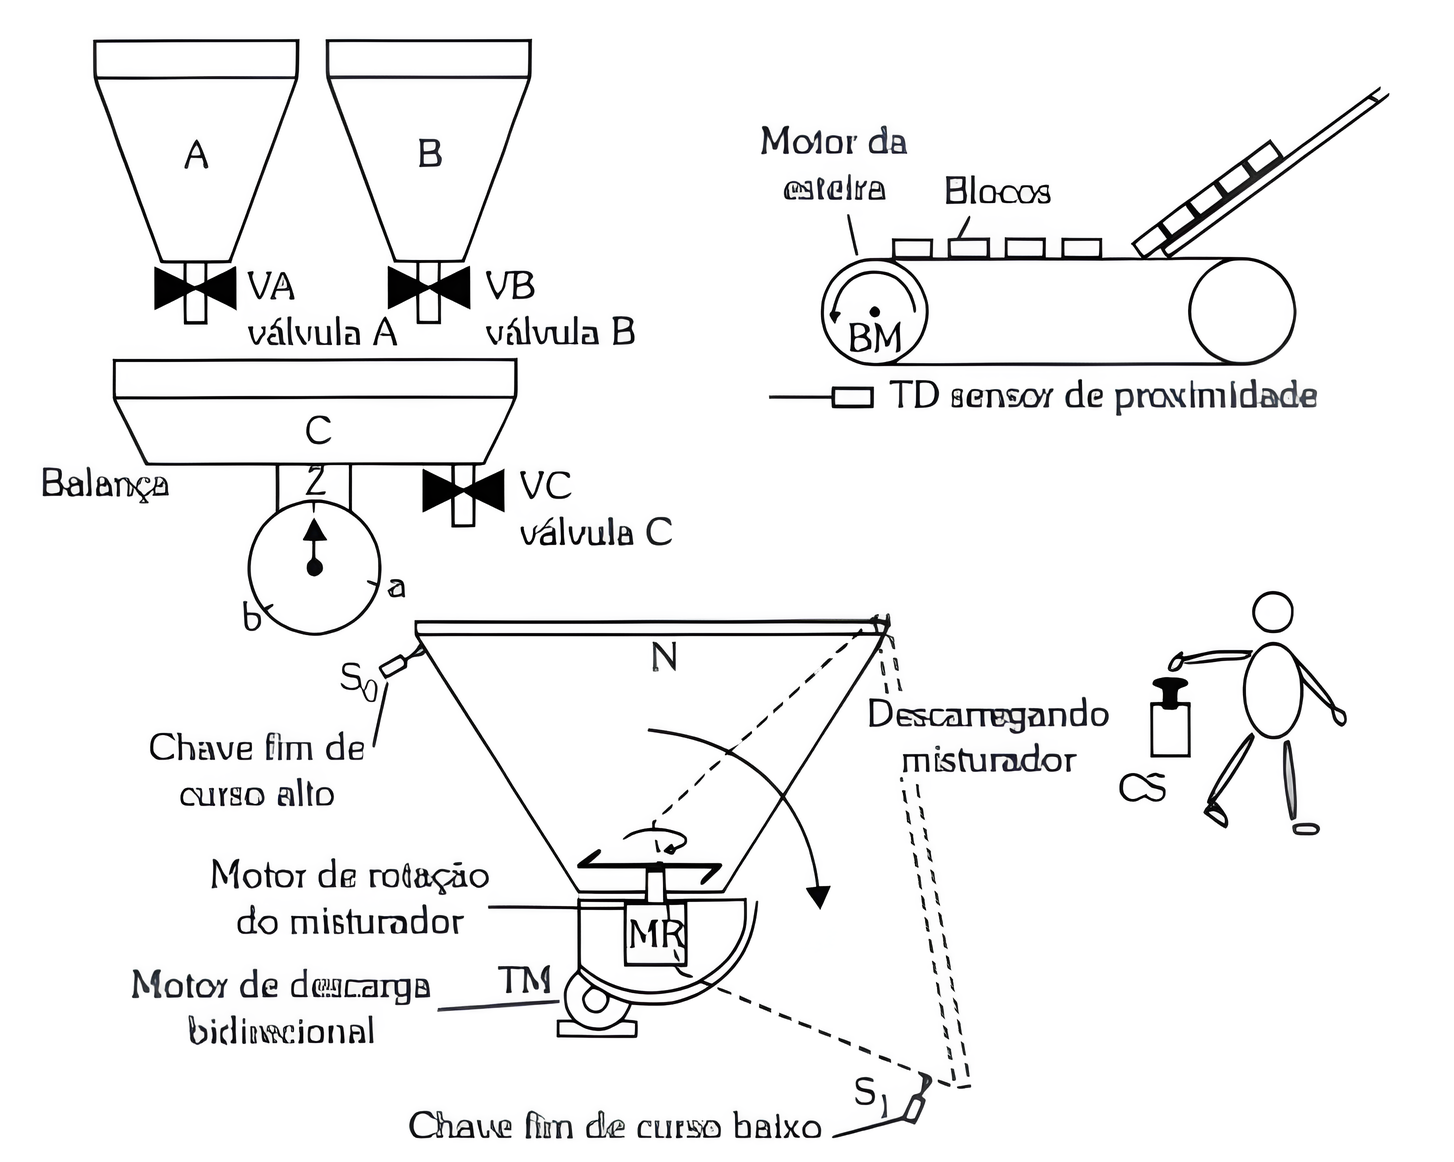 A
B
Motor da
esteira
Blocos
VA
válvula A
VB
válvula B
BM
TD sensor de proximidade
C
Z
Balança
VC
válvula C
a
b
N
S0
Chave fim de
curso alto
Descarregando
misturador
CS
Motor de rotação
do misturador
MR
Motor de descarga
bidirecional
TM
S1
Chave fim de curso baixo